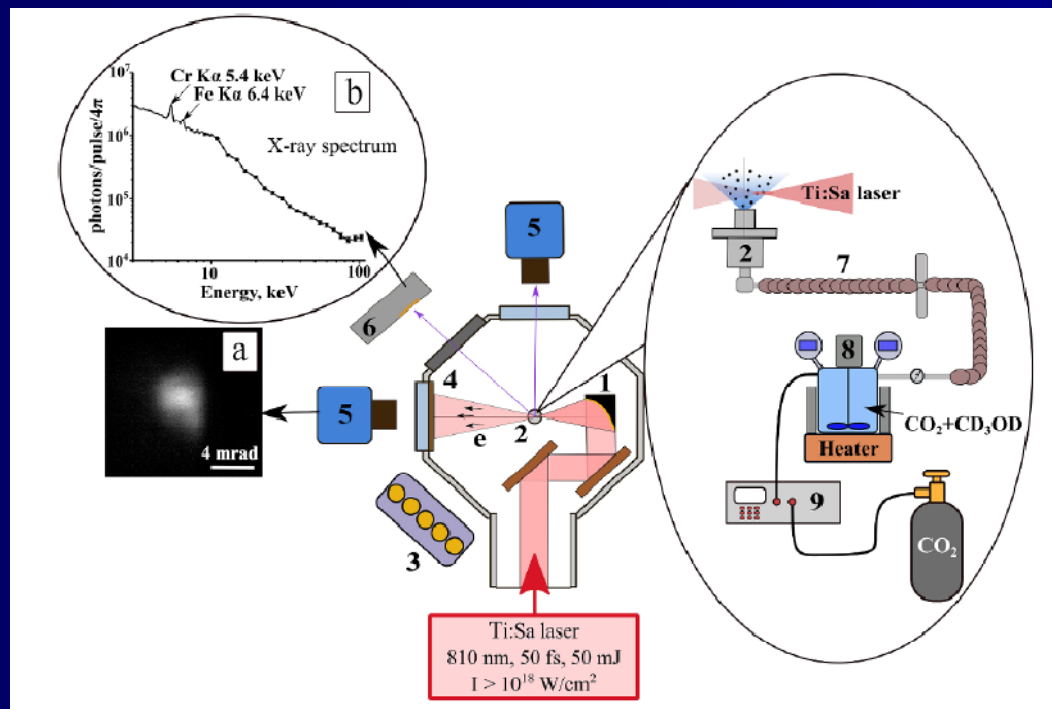 10⁷
Cr Kα 5.4 keV
Fe Kα 6.4 keV
b
10⁶
X-ray spectrum
photons/pulse/4π
10⁵
10⁴
10
100
Energy, keV
a
4 mrad
5
5
6
4
1
2
e
3
Ti:Sa laser
810 nm, 50 fs, 50 mJ
I > 10¹⁸ W/cm²
Ti:Sa laser
2
7
8
CO₂+CD₃OD
Heater
9
CO₂